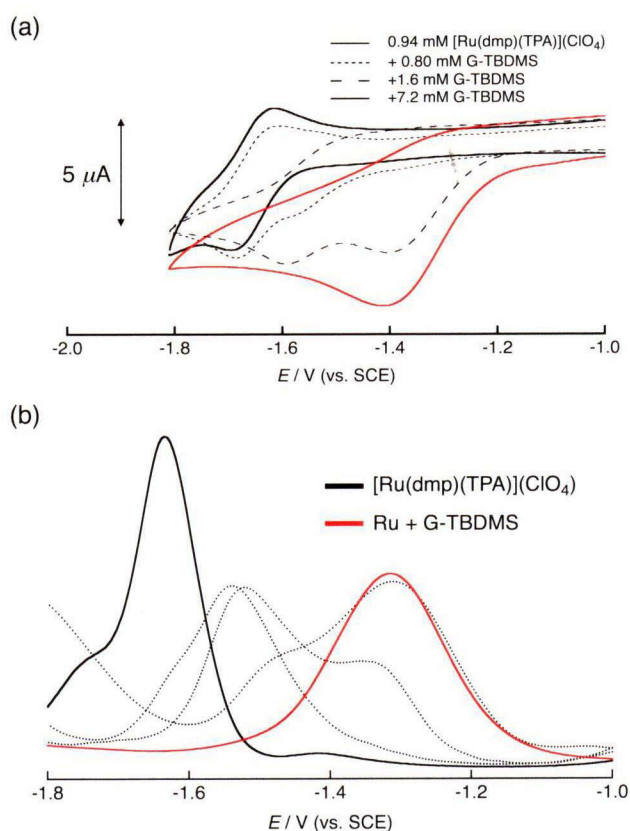 (a)
0.94 mM [Ru(dmp)(TPA)](ClO₄)
+ 0.80 mM G-TBDMS
+1.6 mM G-TBDMS
+7.2 mM G-TBDMS
5 μA
-2.0 -1.8 -1.6 -1.4 -1.2 -1.0
E / V (vs. SCE)
(b)
[Ru(dmp)(TPA)](ClO₄)
Ru + G-TBDMS
-1.8 -1.6 -1.4 -1.2 -1.0
E / V (vs. SCE)